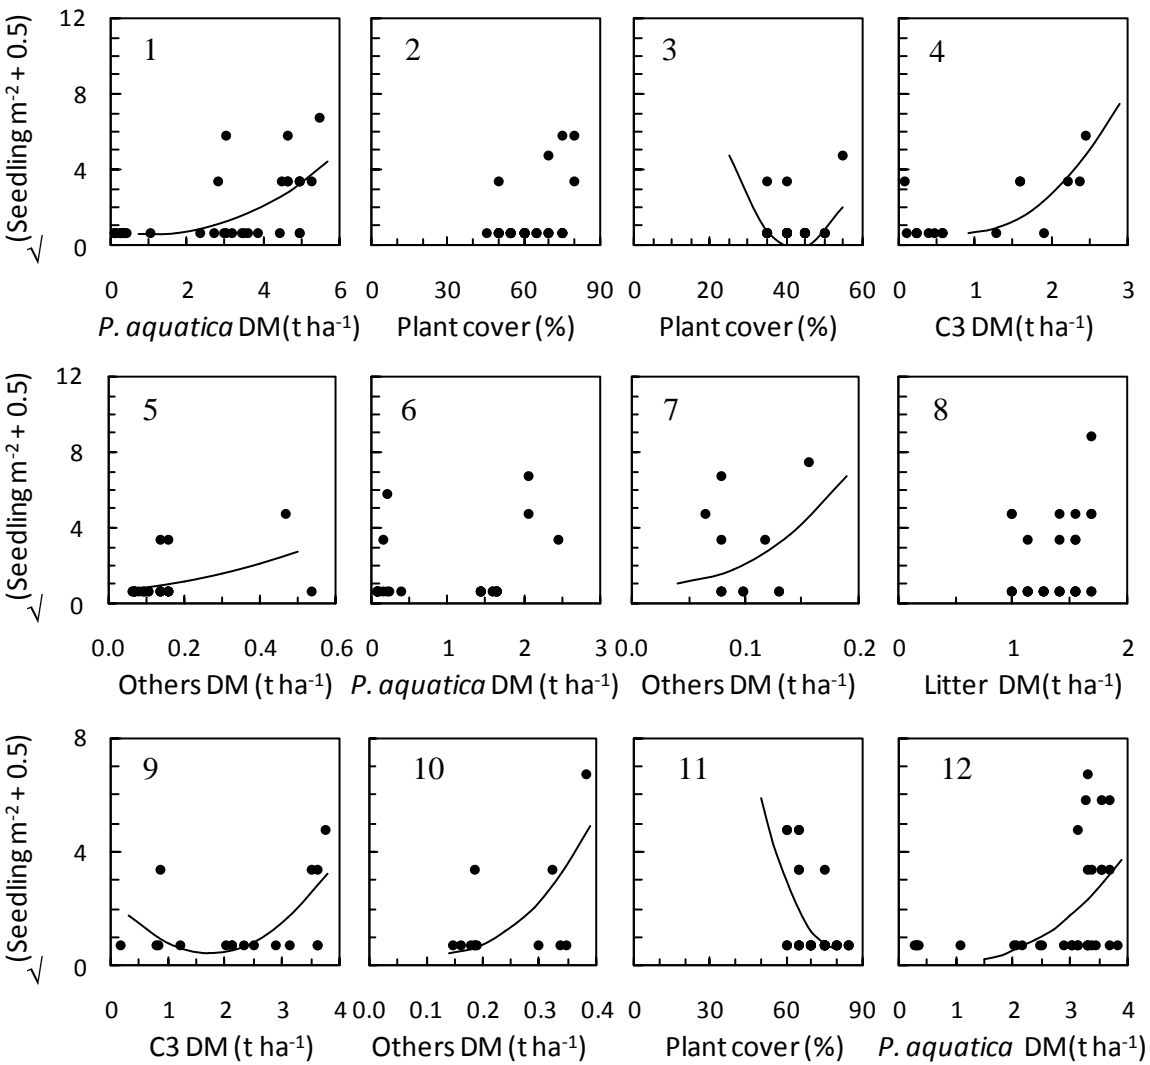 √(Seedling m⁻² + 0.5)
12
8
4
0
1
2
3
4
0 2 4 6
0 30 60 90
0 20 40 60
0 1 2 3
P. aquatica DM(t ha⁻¹)
Plant cover (%)
Plant cover (%)
C3 DM(t ha⁻¹)
√(Seedling m⁻² + 0.5)
12
8
4
0
5
6
7
8
0.0 0.2 0.4 0.6
0 1 2 3
0.0 0.1 0.2
0 1 2
Others DM (t ha⁻¹)
P. aquatica DM (t ha⁻¹)
Others DM (t ha⁻¹)
Litter DM(t ha⁻¹)
√(Seedling m⁻² + 0.5)
8
4
0
9
10
11
12
0 1 2 3 4
0.0 0.1 0.2 0.3 0.4
0 30 60 90
0 1 2 3 4
C3 DM (t ha⁻¹)
Others DM (t ha⁻¹)
Plant cover (%)
P. aquatica DM(t ha⁻¹)